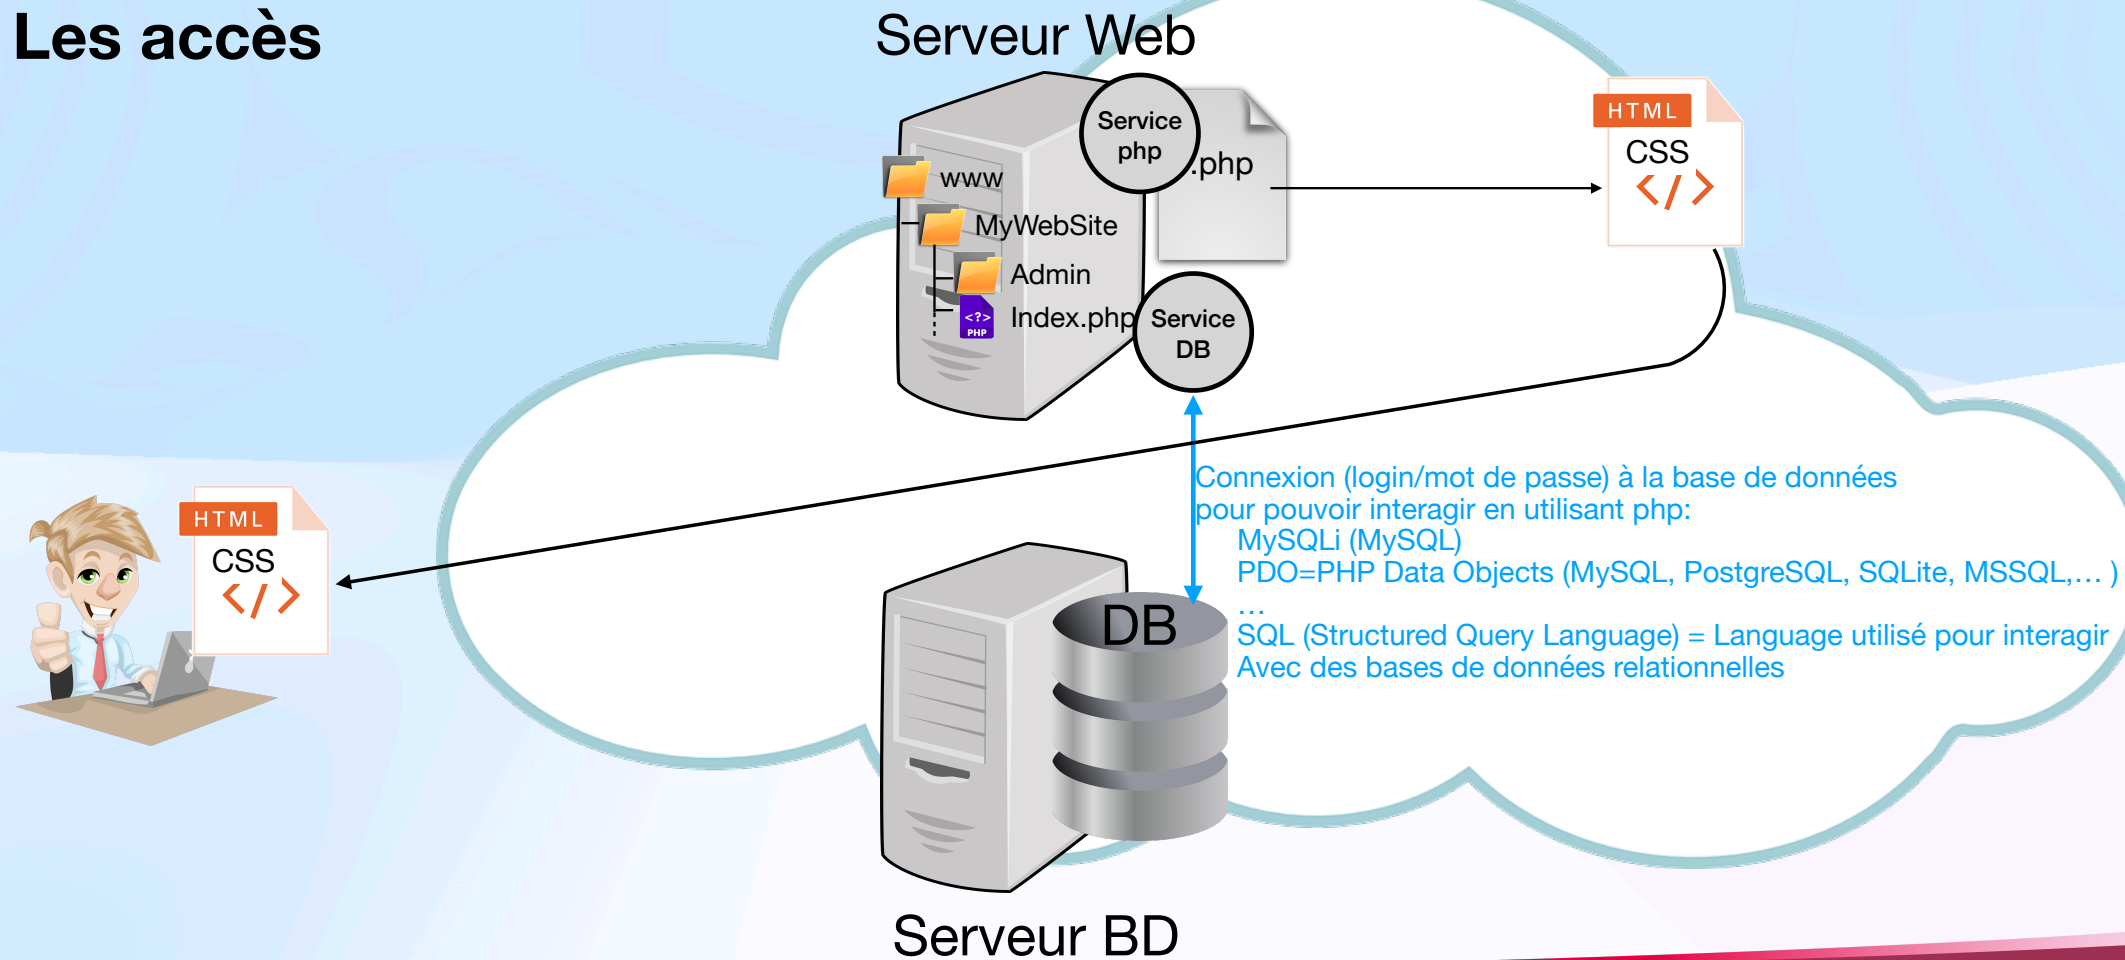 Les accès
Serveur Web
Service
php
.php
www
MyWebSite
Admin
Index.php
<?>
PHP
Service
DB
HTML
CSS
</>
HTML
CSS
</>
Connexion (login/mot de passe) à la base de données
pour pouvoir interagir en utilisant php:
MySQLi (MySQL)
PDO=PHP Data Objects (MySQL, PostgreSQL, SQLite, MSSQL,… )
…
SQL (Structured Query Language) = Language utilisé pour interagir
Avec des bases de données relationnelles
DB
Serveur BD